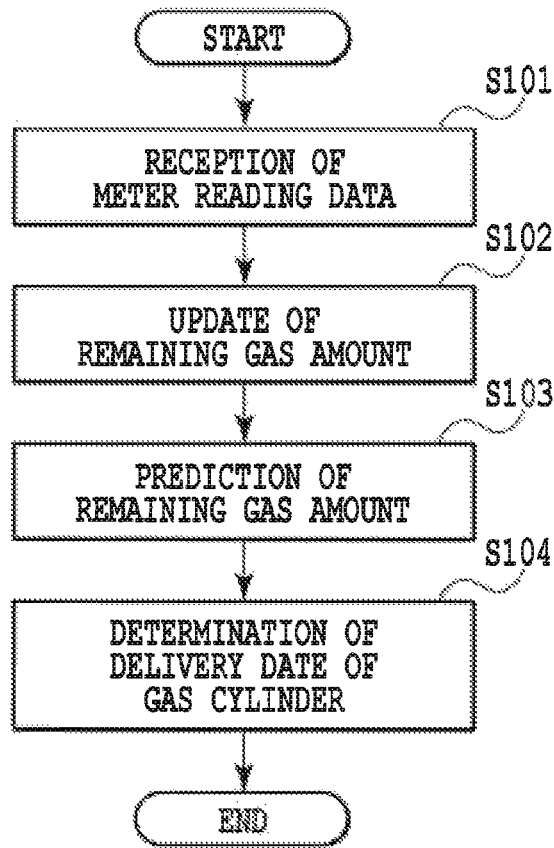 START
S101
RECEPTION OF
METER READING DATA
S102
UPDATE OF
REMAINING GAS AMOUNT
S103
PREDICTION OF
REMAINING GAS AMOUNT
S104
DETERMINATION OF
DELIVERY DATE OF
GAS CYLINDER
END